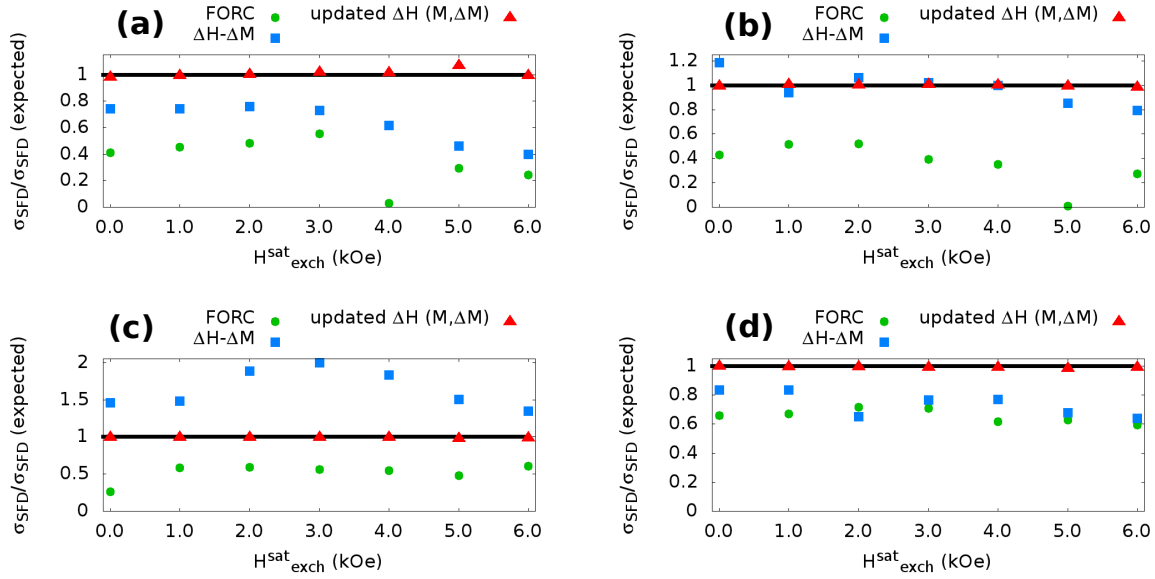 (a)
FORC
ΔH-ΔM
updated ΔH (M,ΔM)
σSFD/σSFD (expected)
1
0.8
0.6
0.4
0.2
0
0.0 1.0 2.0 3.0 4.0 5.0 6.0
H^sat_exch (kOe)
(b)
FORC
ΔH-ΔM
updated ΔH (M,ΔM)
σSFD/σSFD (expected)
1.2
1
0.8
0.6
0.4
0.2
0
0.0 1.0 2.0 3.0 4.0 5.0 6.0
H^sat_exch (kOe)
(c)
FORC
ΔH-ΔM
updated ΔH (M,ΔM)
σSFD/σSFD (expected)
2
1.5
1
0.5
0
0.0 1.0 2.0 3.0 4.0 5.0 6.0
H^sat_exch (kOe)
(d)
FORC
ΔH-ΔM
updated ΔH (M,ΔM)
σSFD/σSFD (expected)
1
0.8
0.6
0.4
0.2
0
0.0 1.0 2.0 3.0 4.0 5.0 6.0
H^sat_exch (kOe)